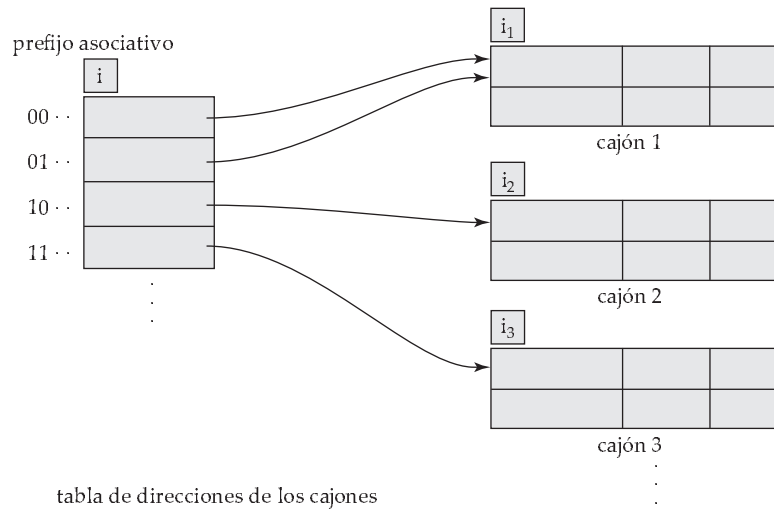 prefijo asociativo
i
00 · ·
01 · ·
10 · ·
11 · ·
i₁
cajón 1
i₂
cajón 2
i₃
cajón 3
tabla de direcciones de los cajones